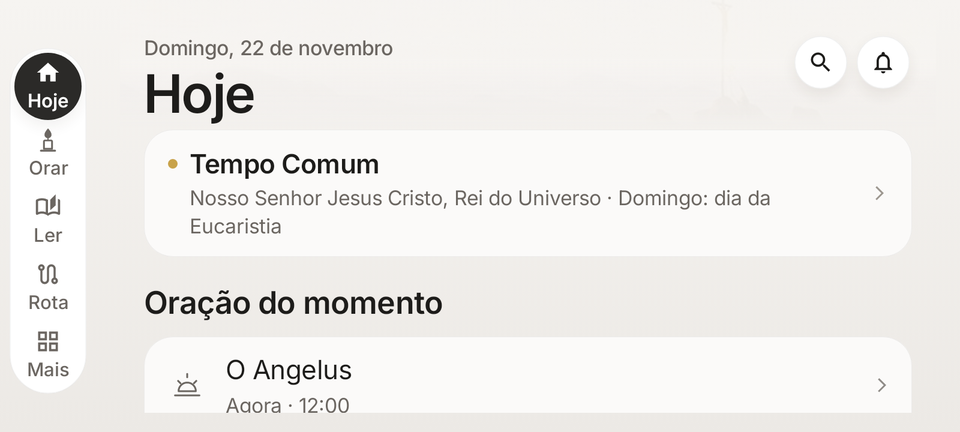 Domingo, 22 de novembro
Hoje
Hoje
Orar
Ler
Rota
Mais
Tempo Comum
Nosso Senhor Jesus Cristo, Rei do Universo · Domingo: dia da
Eucaristia
Oração do momento
O Angelus
Agora · 12:00